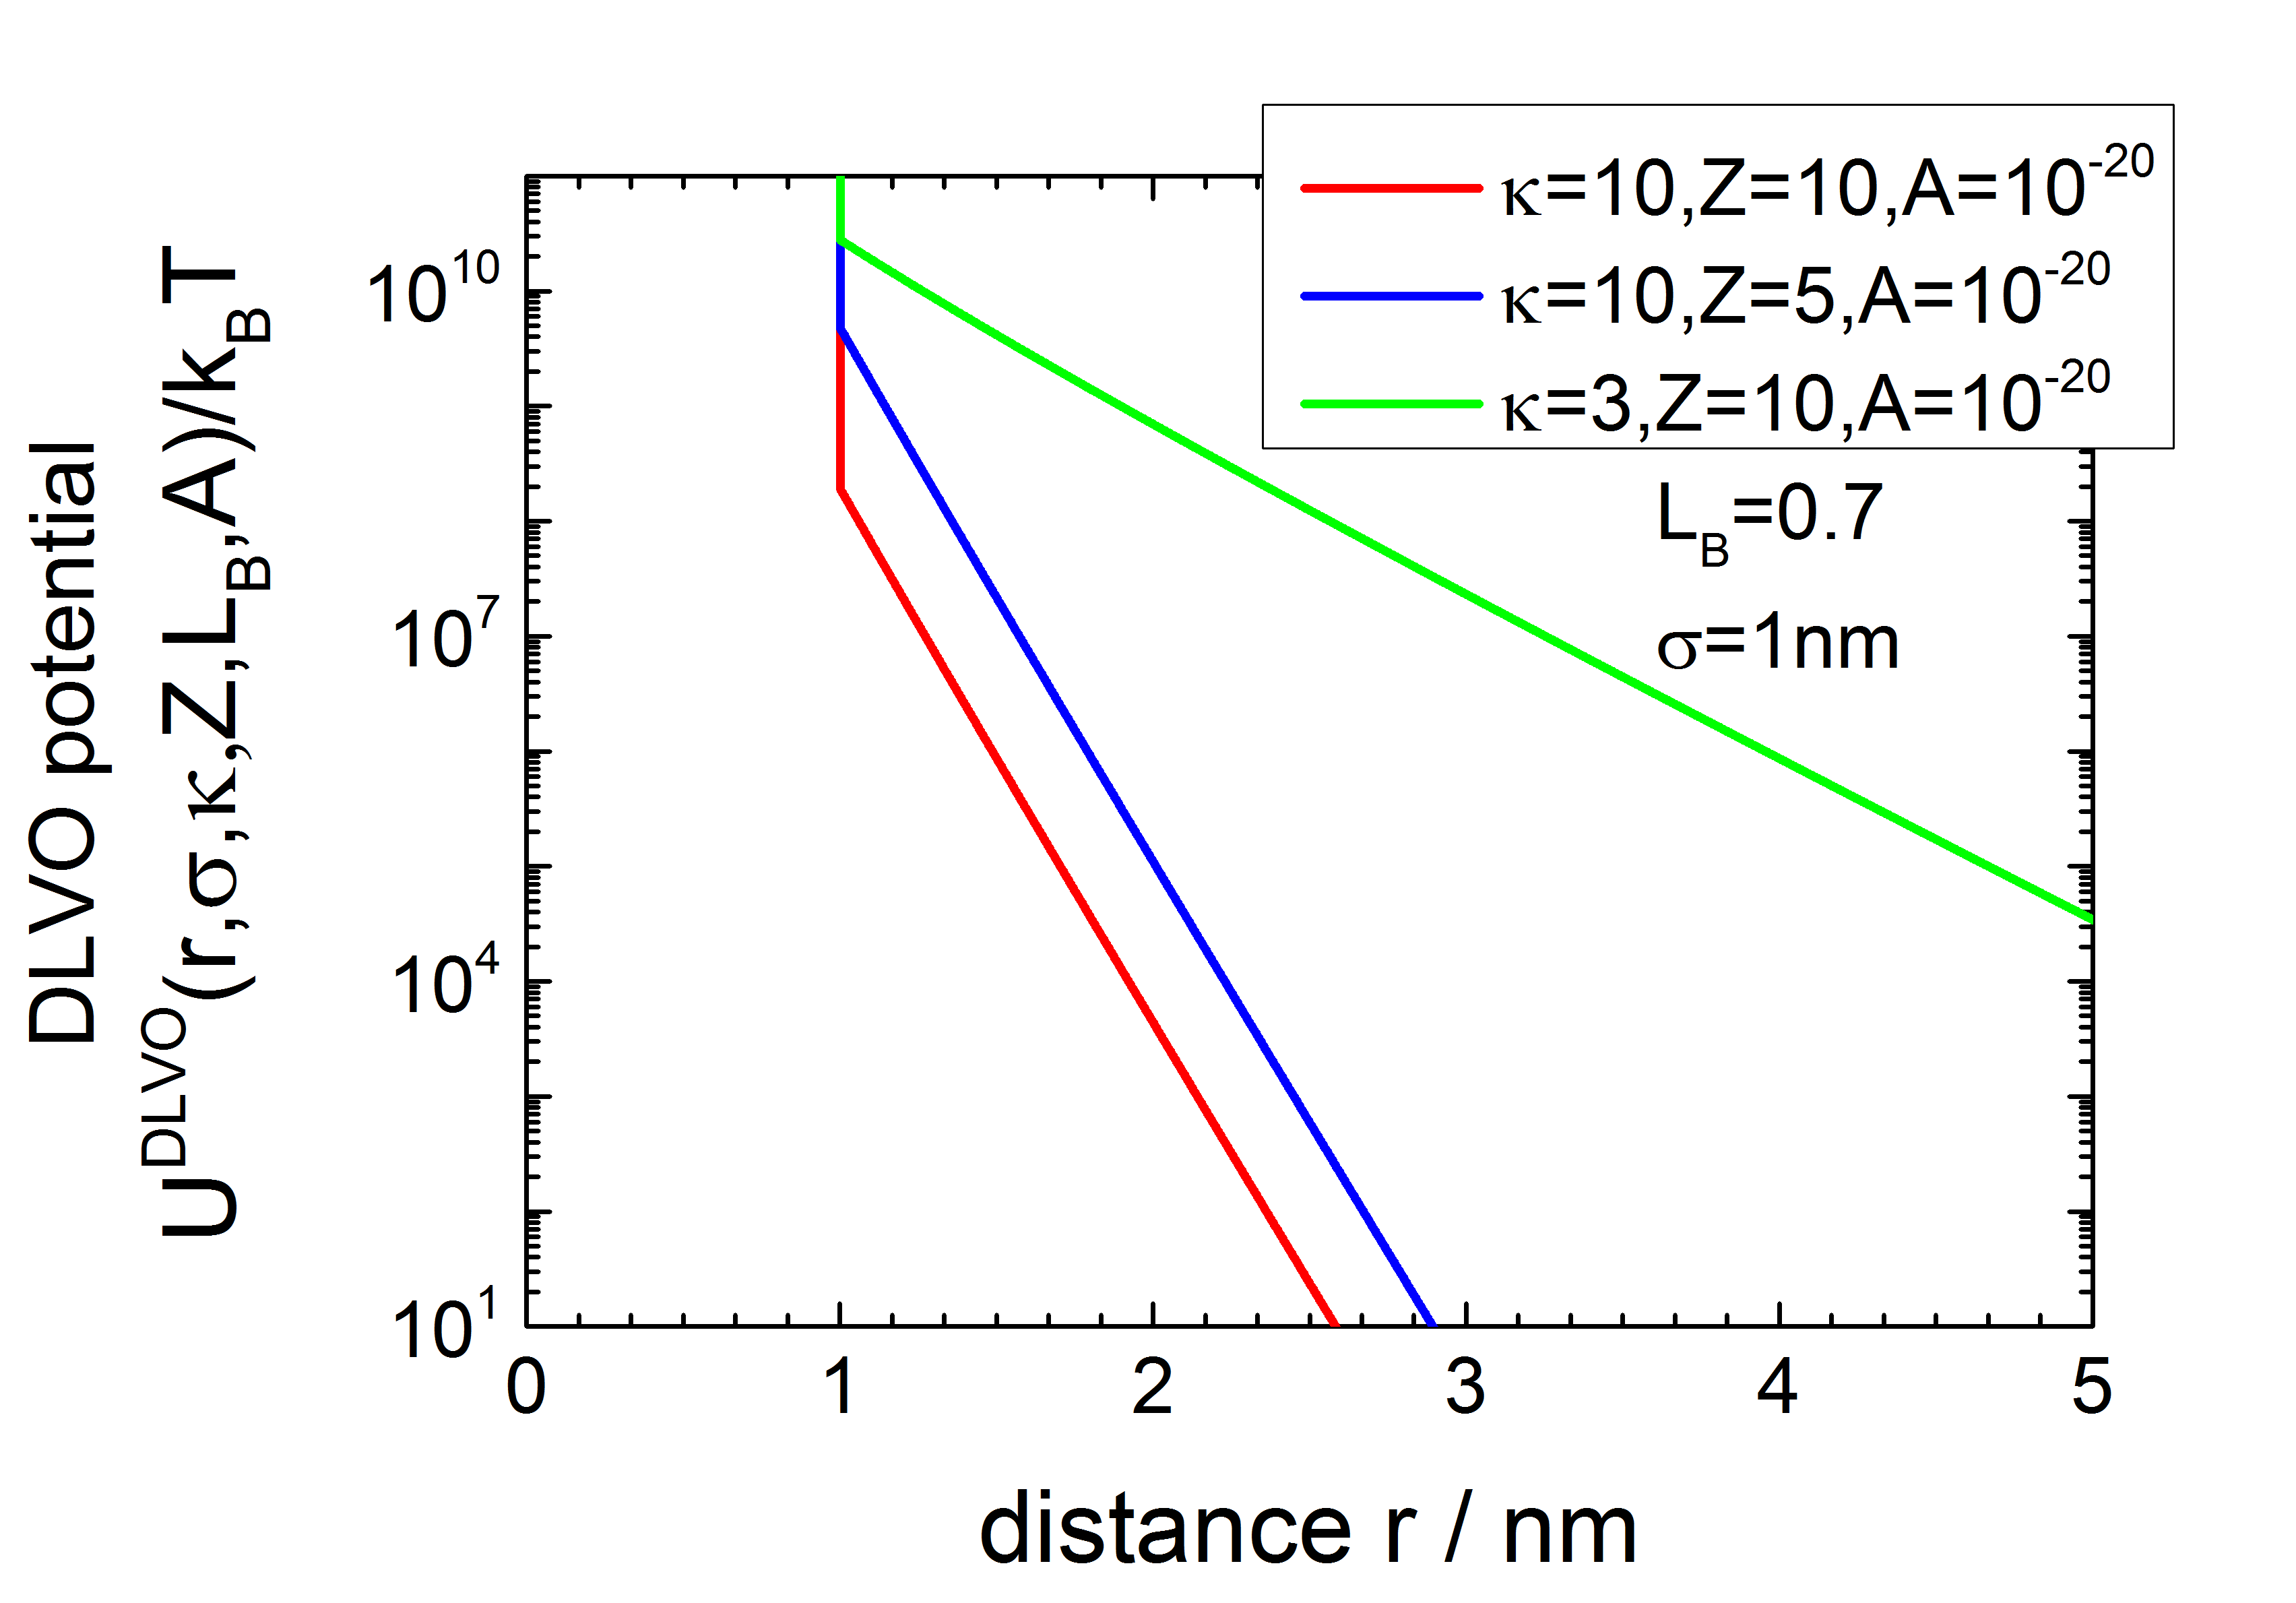 DLVO potential
U^DLVO(r,σ,κ,Z,L_B,A)/k_BT
10^10
10^7
10^4
10^1
κ=10,Z=10,A=10^-20
κ=10,Z=5,A=10^-20
κ=3,Z=10,A=10^-20
L_B=0.7
σ=1nm
0 1 2 3 4 5
distance r / nm